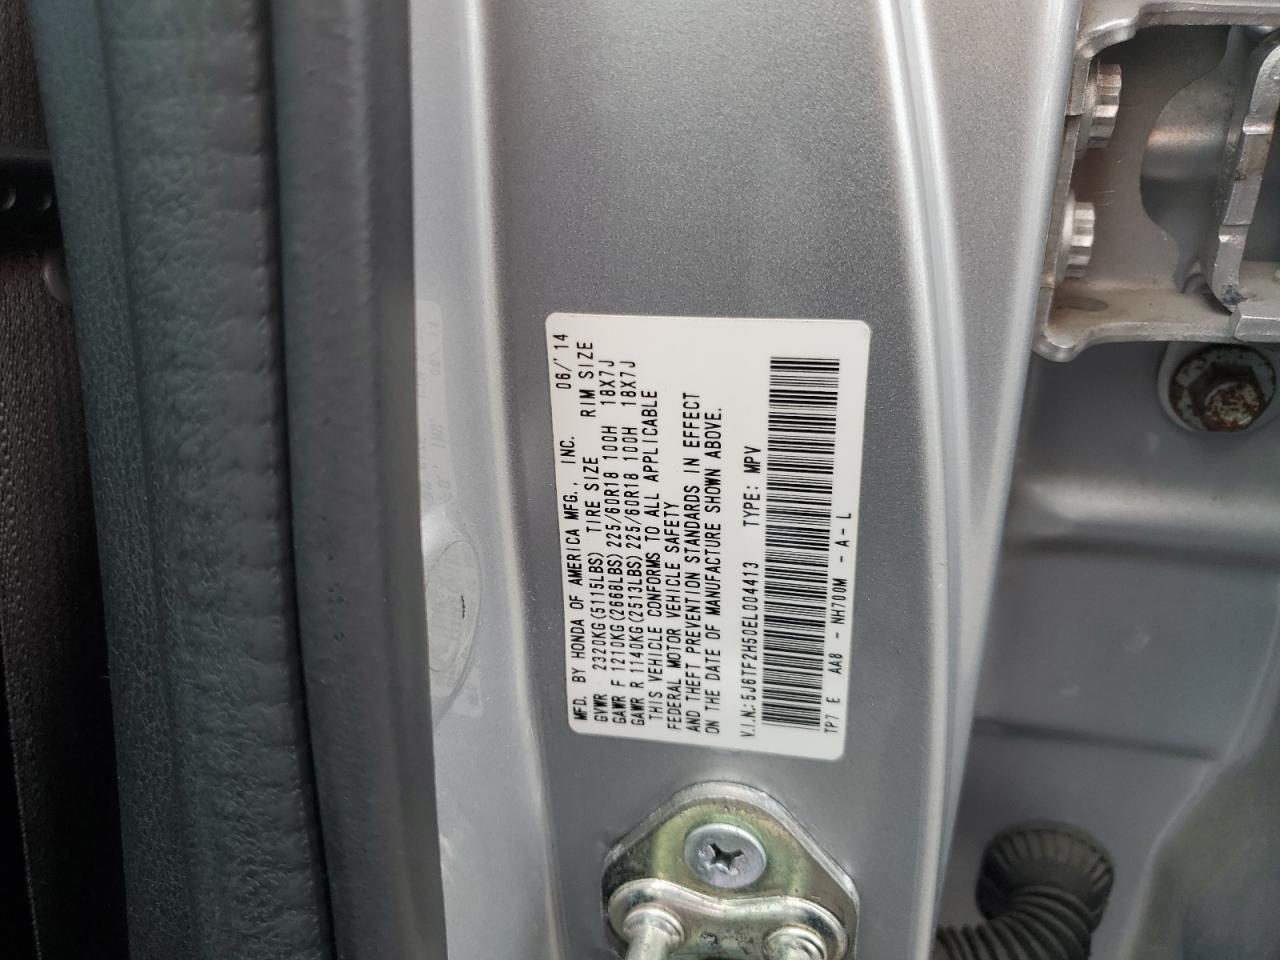 MFD. BY HONDA OF AMERICA MFG., INC. 06/'14
GVWR 2320KG(5115LBS) TIRE SIZE RIM SIZE
GAWR F 1210KG(2668LBS) 225/60R18 100H 18X7J
GAWR R 1140KG(2513LBS) 225/60R18 100H 18X7J
THIS VEHICLE CONFORMS TO ALL APPLICABLE
FEDERAL MOTOR VEHICLE SAFETY
AND THEFT PREVENTION STANDARDS IN EFFECT
ON THE DATE OF MANUFACTURE SHOWN ABOVE.
V.I.N.: 5J6TF2H50EL004413 TYPE: MPV
TP7 E AA8 - NH700M - A - L